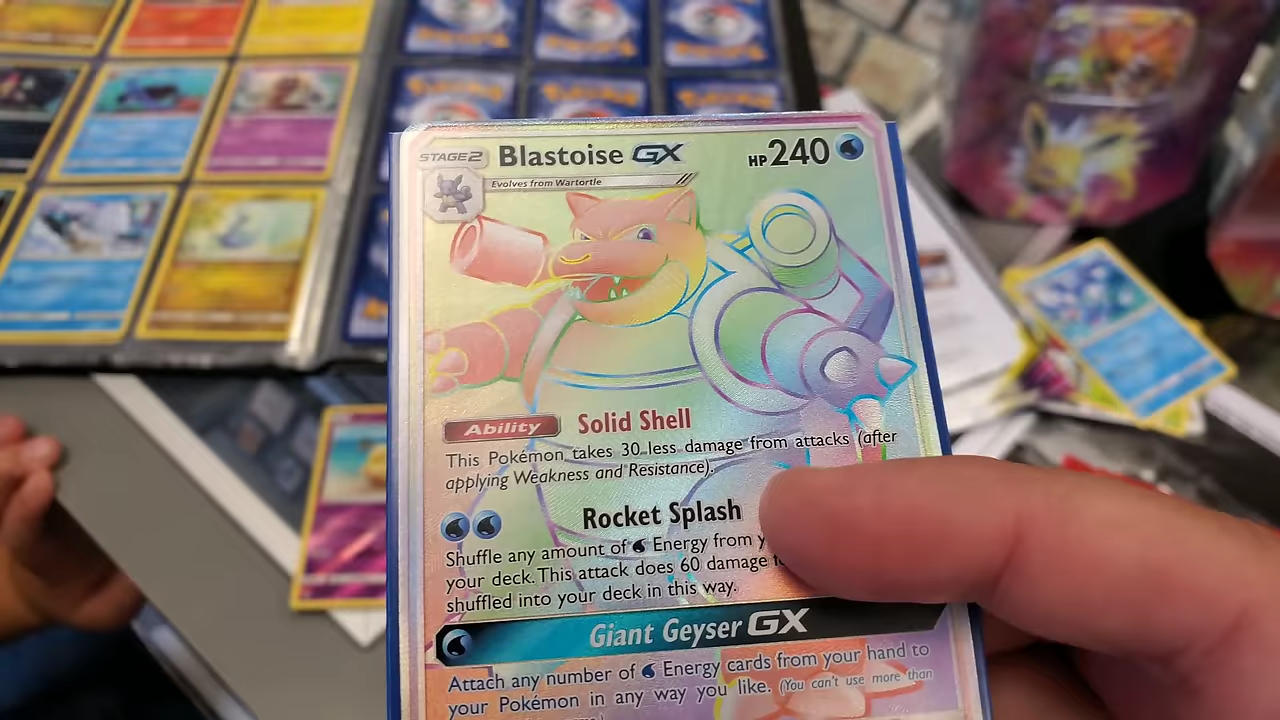 STAGE2 Blastoise GX HP 240
Evolves from Wartortle
Ability Solid Shell
This Pokémon takes 30 less damage from attacks (after
applying Weakness and Resistance).
Rocket Splash
Shuffle any amount of Energy from
your deck. This attack does 60 damage
shuffled into your deck in this way.
Giant Geyser GX
Attach any number of Energy cards from your hand to
your Pokémon in any way you like. (You can't use more than